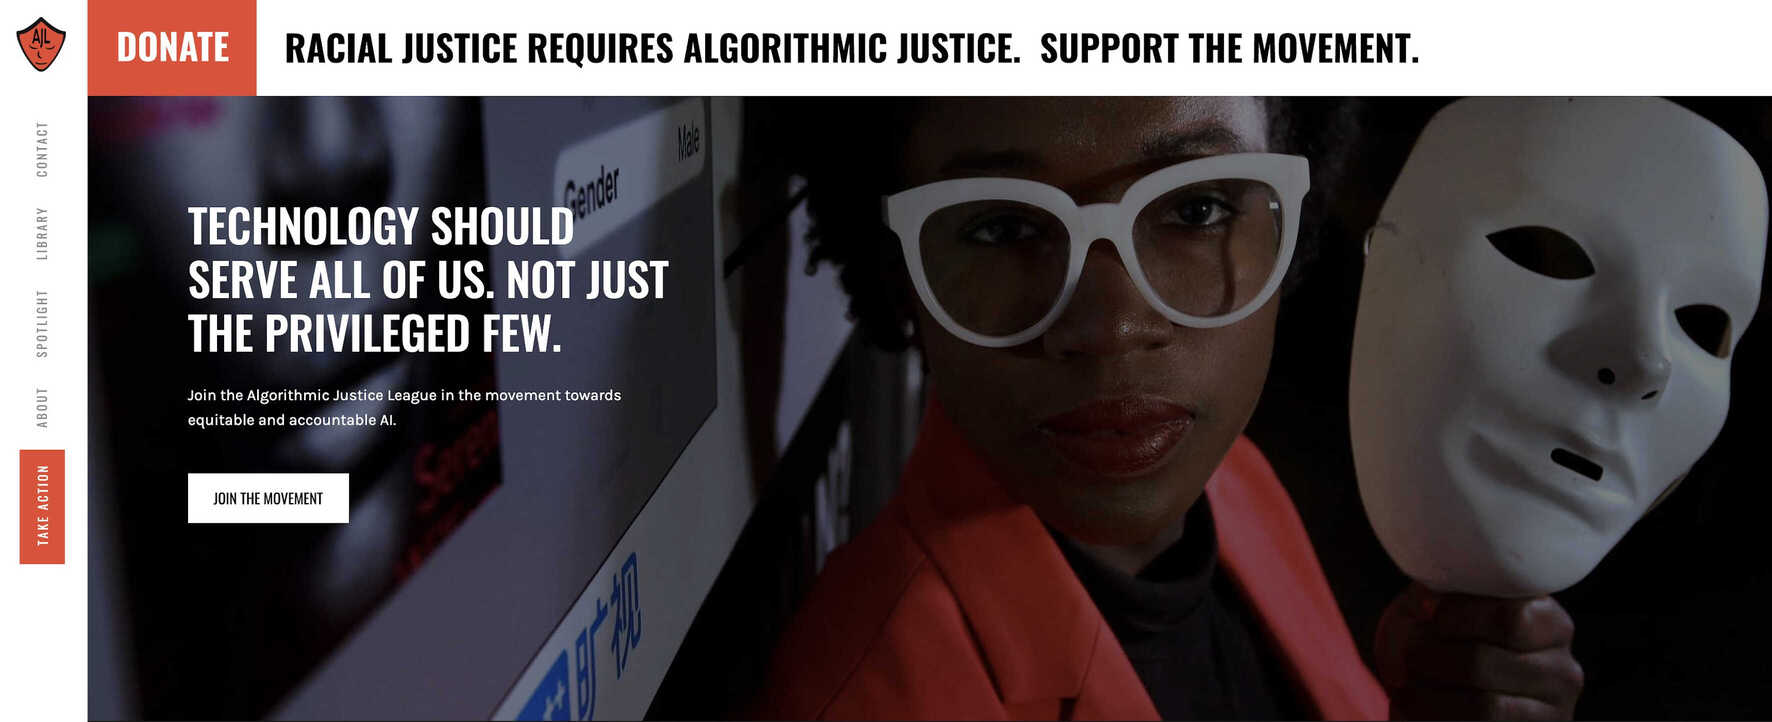 AJL
DONATE
RACIAL JUSTICE REQUIRES ALGORITHMIC JUSTICE. SUPPORT THE MOVEMENT.
CONTACT
LIBRARY
SPOTLIGHT
ABOUT
TAKE ACTION
Gender Male
TECHNOLOGY SHOULD
SERVE ALL OF US. NOT JUST
THE PRIVILEGED FEW.
Join the Algorithmic Justice League in the movement towards
equitable and accountable AI.
JOIN THE MOVEMENT
旷视